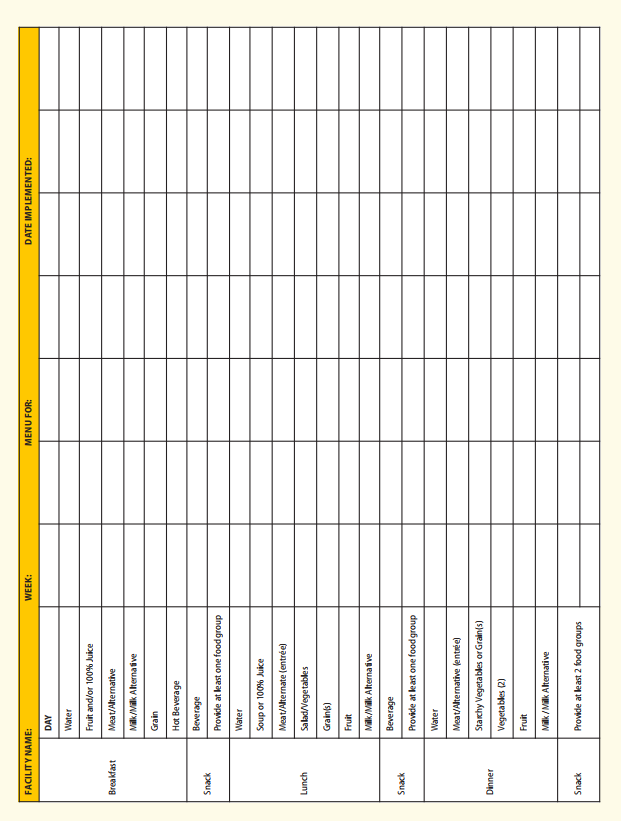 FACILITY NAME: WEEK: MENU FOR: DATE IMPLEMENTED:
DAY
Breakfast
Water
Fruit and/or 100% Juice
Meat/Alternative
Milk/Milk Alternative
Grain
Hot Beverage
Snack
Beverage
Provide at least one food group
Lunch
Water
Soup or 100% Juice
Meat/Alternate (entrée)
Salad/Vegetables
Grain(s)
Fruit
Milk/Milk Alternative
Snack
Beverage
Provide at least one food group
Dinner
Water
Meat/Alternative (entrée)
Starchy Vegetables or Grain(s)
Vegetables (2)
Fruit
Milk/Milk Alternative
Snack
Provide at least 2 food groups